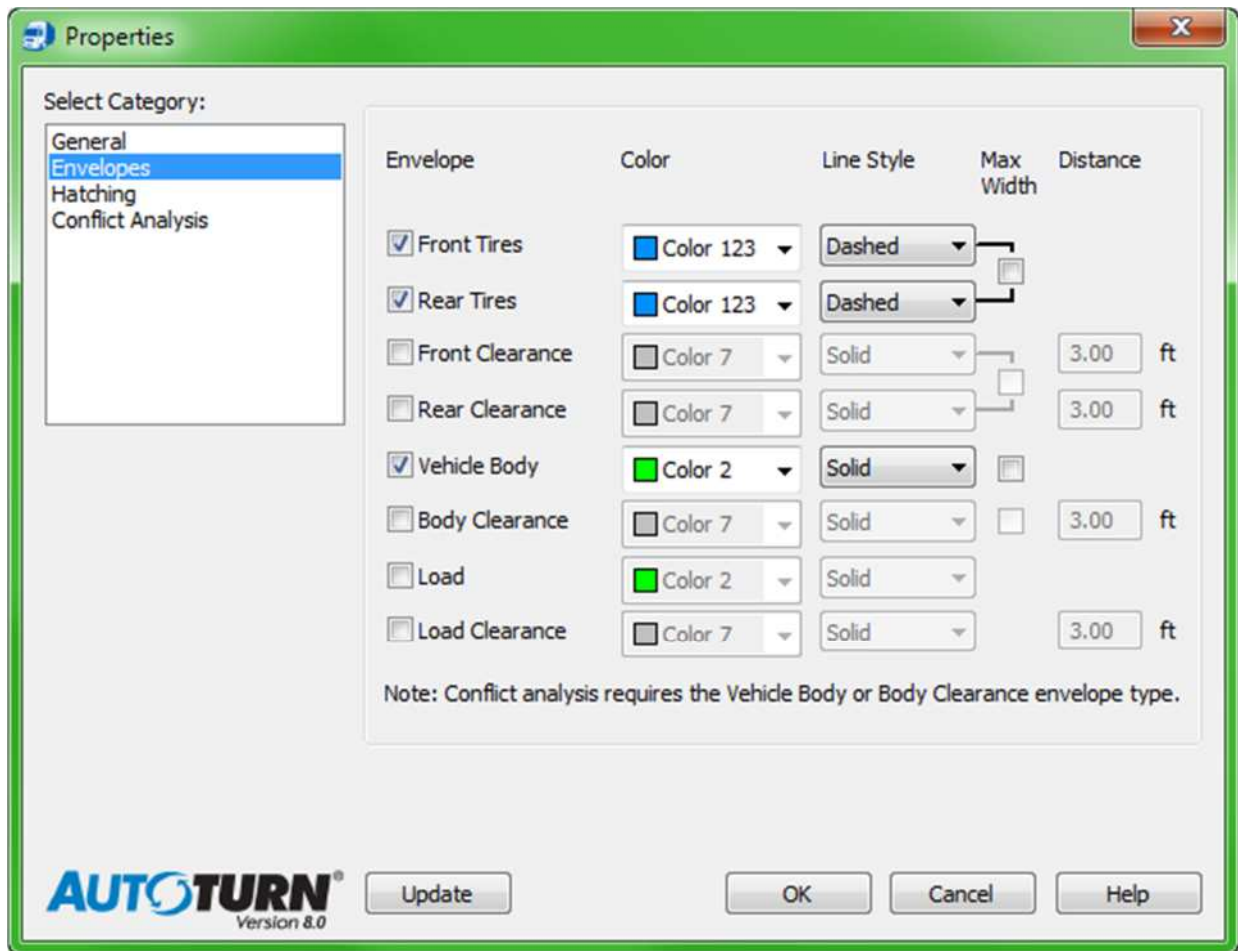 Properties
Select Category:
General
Envelopes
Hatching
Conflict Analysis
Envelope Color Line Style Max Width Distance
Front Tires Color 123 Dashed
Rear Tires Color 123 Dashed
Front Clearance Color 7 Solid 3.00 ft
Rear Clearance Color 7 Solid 3.00 ft
Vehicle Body Color 2 Solid
Body Clearance Color 7 Solid 3.00 ft
Load Color 2 Solid
Load Clearance Color 7 Solid 3.00 ft
Note: Conflict analysis requires the Vehicle Body or Body Clearance envelope type.
AUTOTURN®
Version 8.0
Update OK Cancel Help